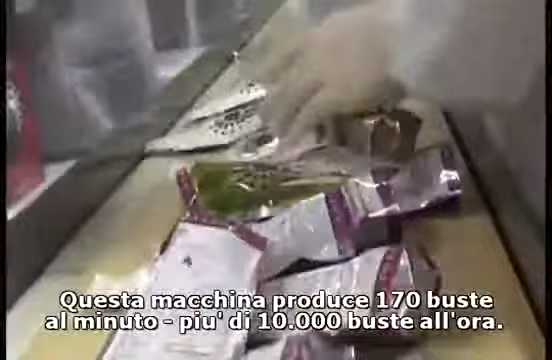 Questa macchina produce 170 buste
al minuto - piu' di 10.000 buste all'ora.